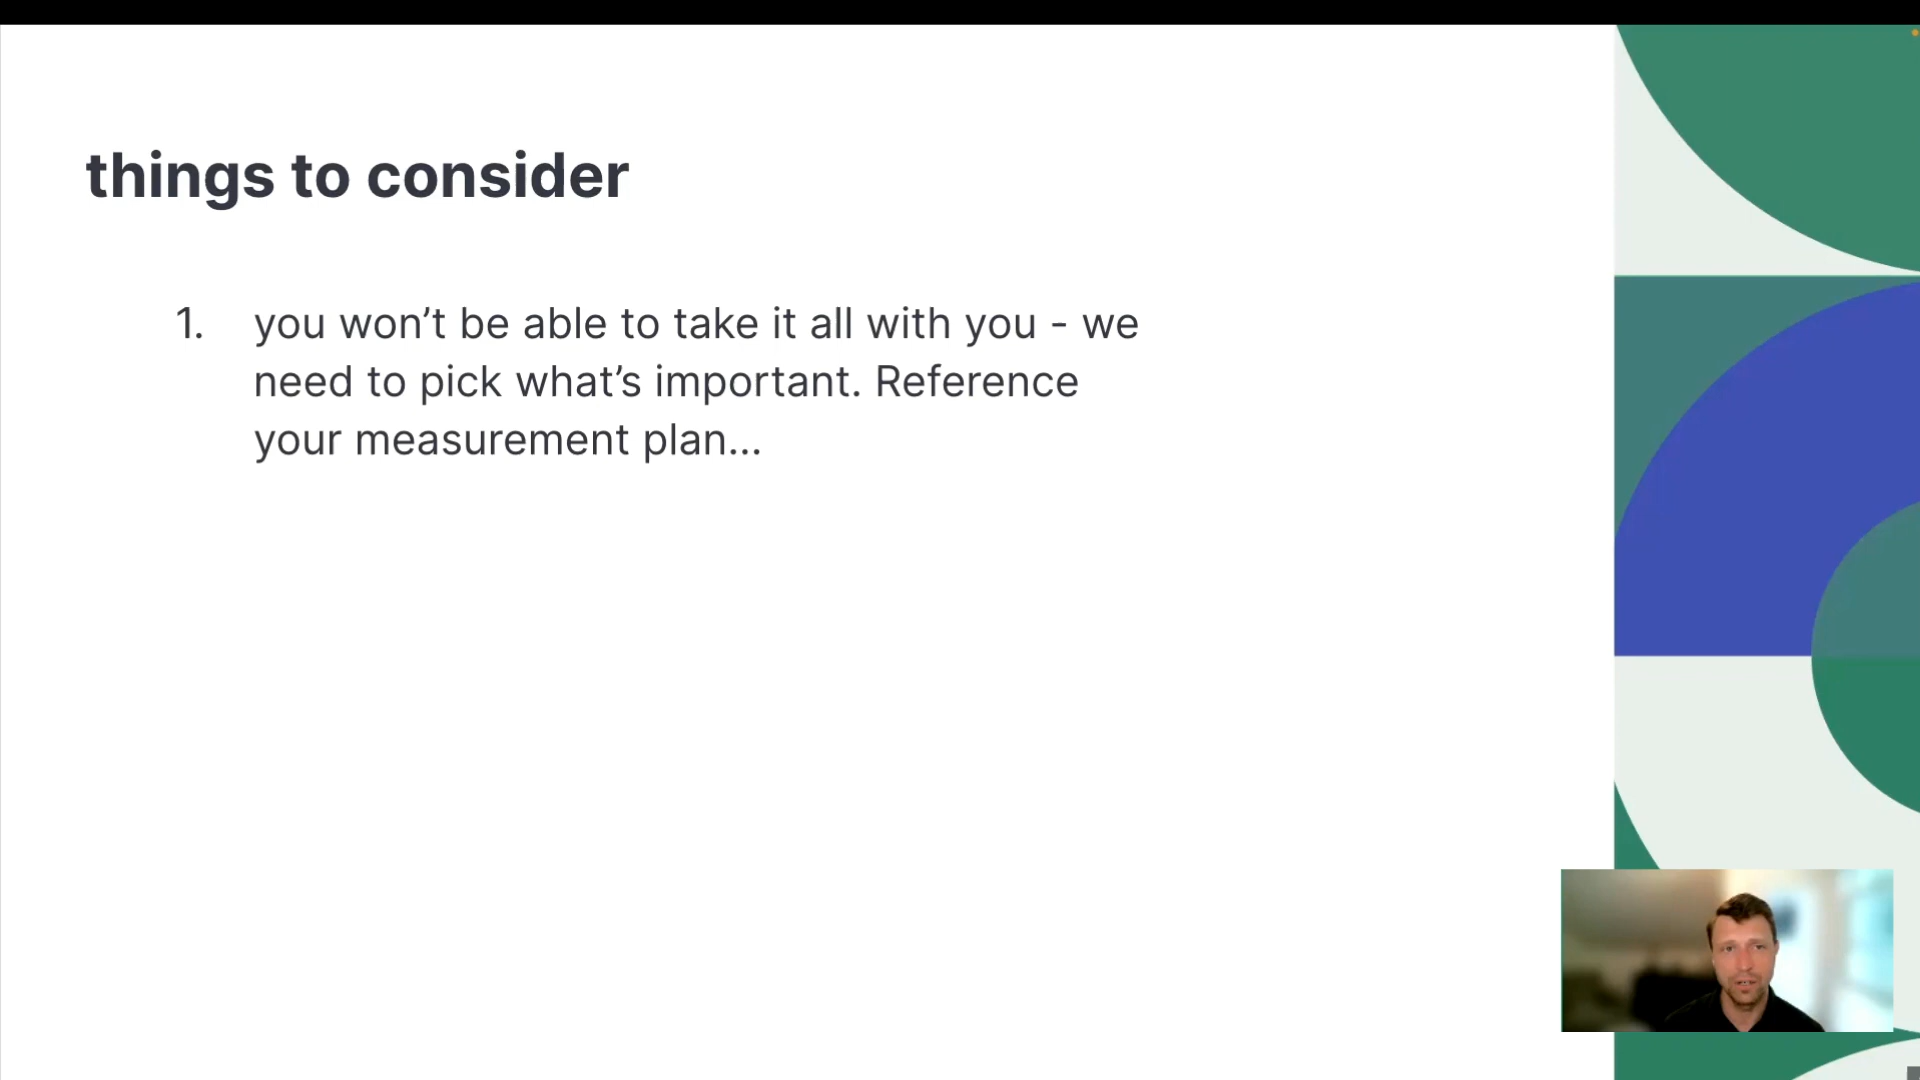 things to consider
1. you won’t be able to take it all with you - we
need to pick what’s important. Reference
your measurement plan...